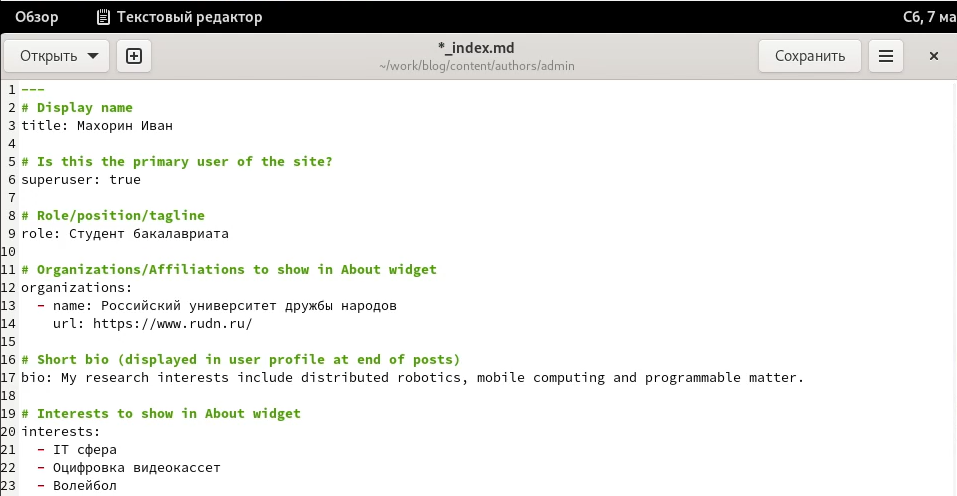 Обзор Текстовый редактор Сб, 7 ма
Открыть *_index.md Сохранить
~/work/blog/content/authors/admin
1 ---
2 # Display name
3 title: Махорин Иван
4
5 # Is this the primary user of the site?
6 superuser: true
7
8 # Role/position/tagline
9 role: Студент бакалавриата
10
11 # Organizations/Affiliations to show in About widget
12 organizations:
13   - name: Российский университет дружбы народов
14     url: https://www.rudn.ru/
15
16 # Short bio (displayed in user profile at end of posts)
17 bio: My research interests include distributed robotics, mobile computing and programmable matter.
18
19 # Interests to show in About widget
20 interests:
21   - IT сфера
22   - Оцифровка видеокассет
23   - Волейбол